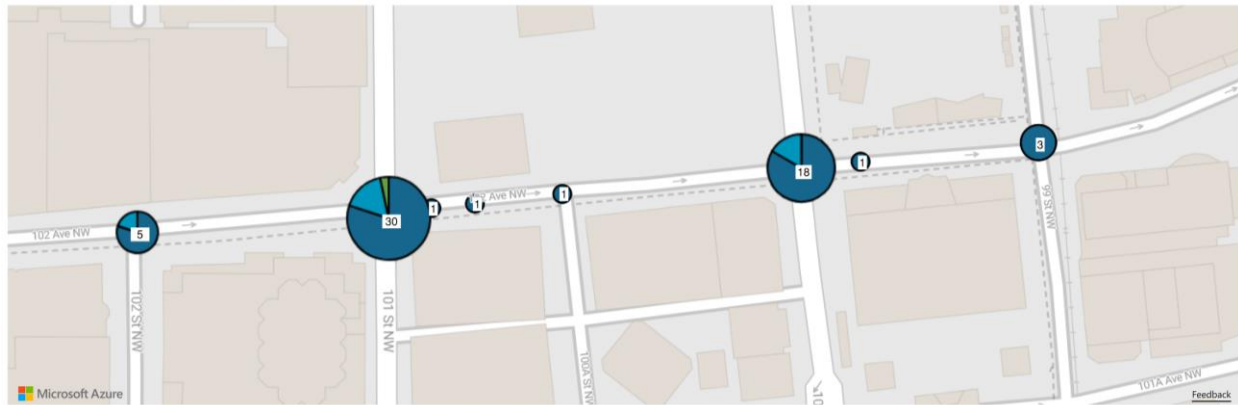 3
18
1
1
1
1
30
5
102 Ave NW
Ave NW
99 St NW
102 St NW
101 St NW
100A St NW
101A Ave NW
Microsoft Azure
Feedback